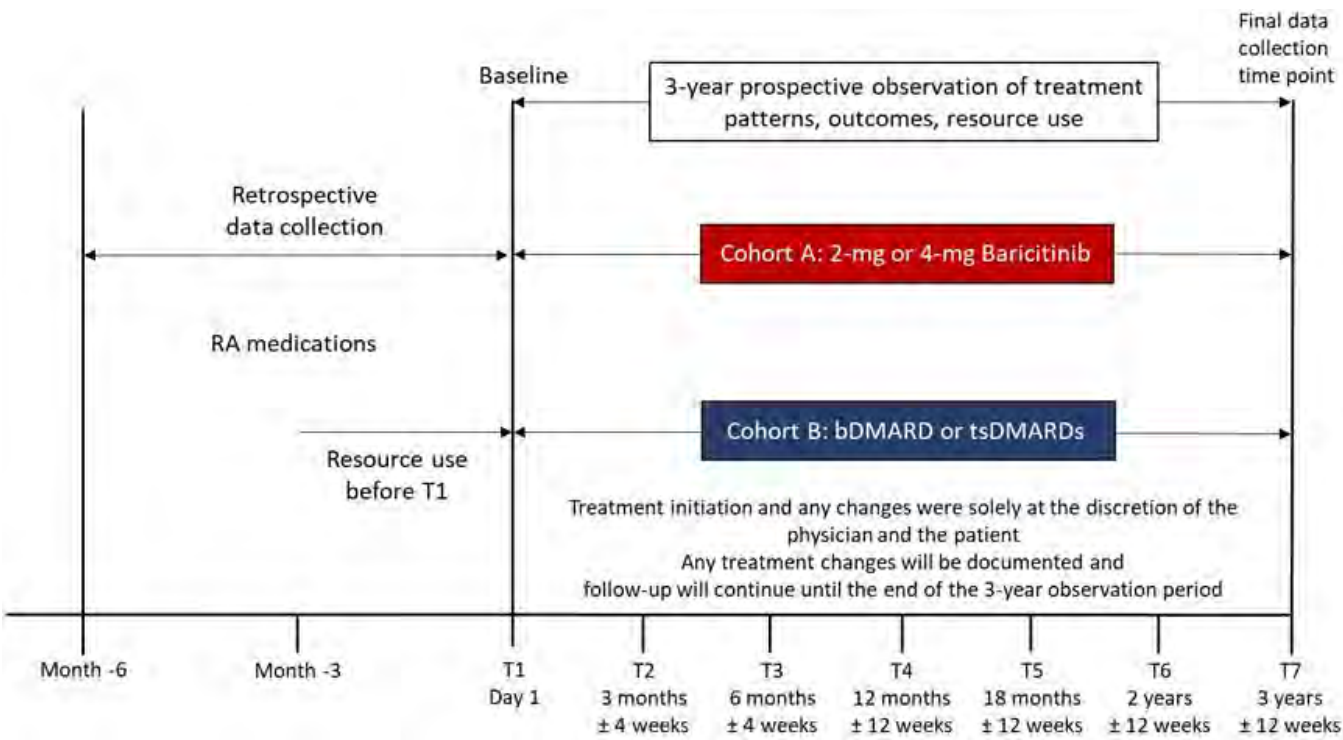 Final data
collection
time point
Baseline
3-year prospective observation of treatment
patterns, outcomes, resource use
Retrospective
data collection
Cohort A: 2-mg or 4-mg Baricitinib
RA medications
Cohort B: bDMARD or tsDMARDs
Resource use
before T1
Treatment initiation and any changes were solely at the discretion of the
physician and the patient
Any treatment changes will be documented and
follow-up will continue until the end of the 3-year observation period
Month -6
Month -3
T1
Day 1
T2
3 months
± 4 weeks
T3
6 months
± 4 weeks
T4
12 months
± 12 weeks
T5
18 months
± 12 weeks
T6
2 years
± 12 weeks
T7
3 years
± 12 weeks